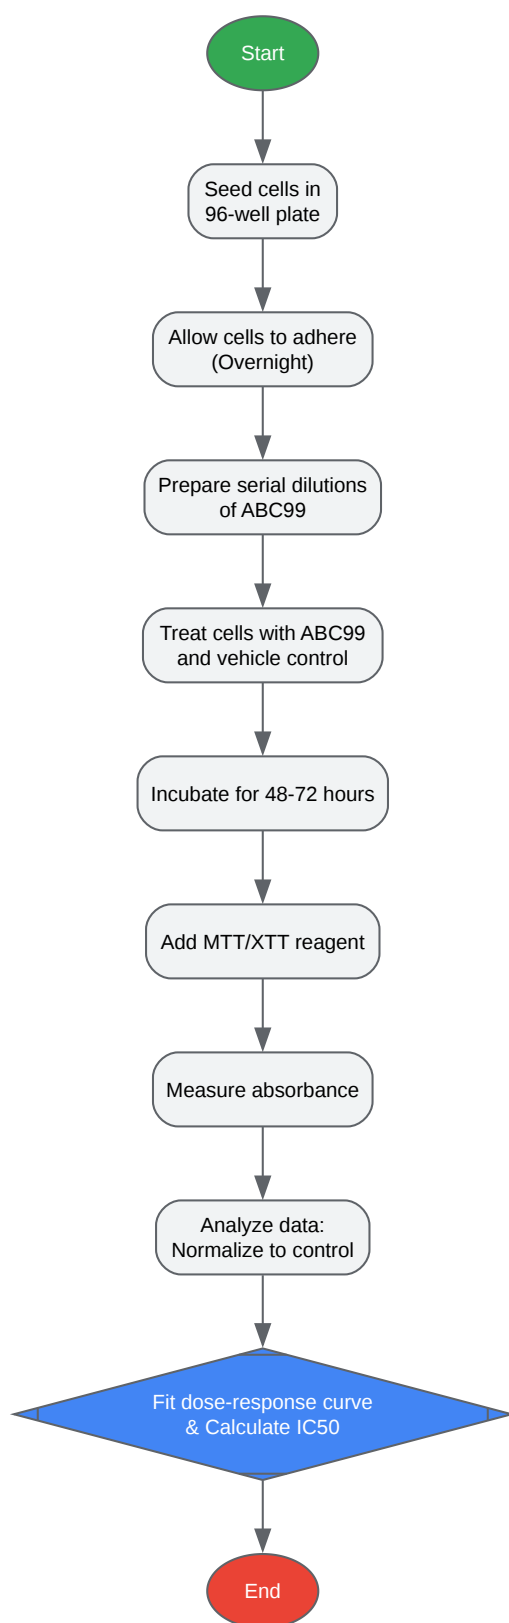 Start
Seed cells in
96-well plate
Allow cells to adhere
(Overnight)
Prepare serial dilutions
of ABC99
Treat cells with ABC99
and vehicle control
Incubate for 48-72 hours
Add MTT/XTT reagent
Measure absorbance
Analyze data:
Normalize to control
Fit dose-response curve
& Calculate IC50
End